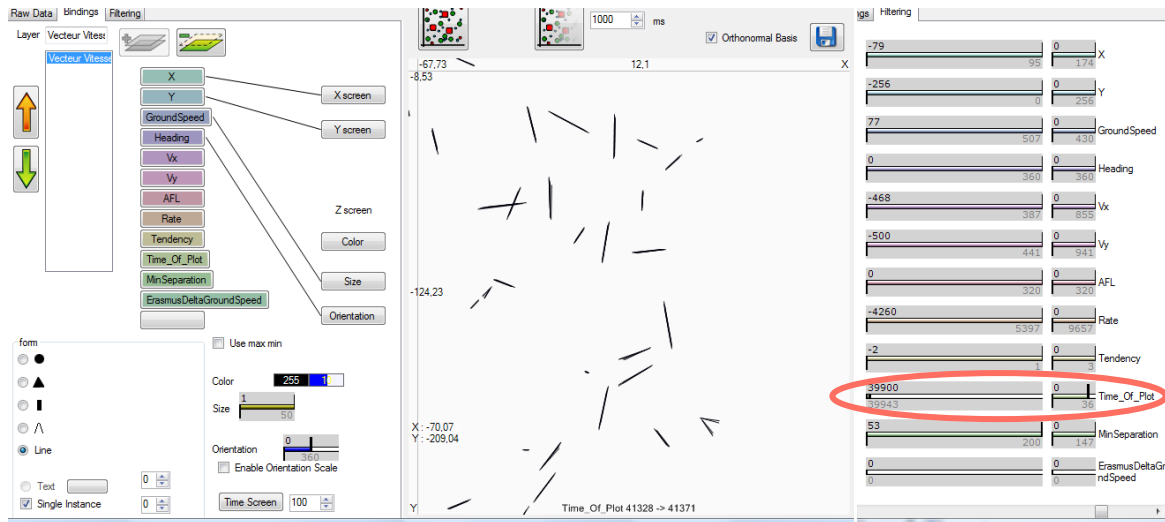 Raw Data Bindings Filtering
Layer Vecteur Vitess
Vecteur Vitesse
X
Y
GroundSpeed
Heading
Vx
Vy
AFL
Rate
Tendency
Time_Of_Plot
MinSeparation
ErasmusDeltaGroundSpeed
X screen
Y screen
Z screen
Color
Size
Orientation
form
Line
Text
Single Instance
0
0
Use max min
Color 255
Size 1
50
Orientation 0
360
Enable Orientation Scale
Time Screen 100
1000 ms
Orthonormal Basis
-67,73 12,1 X
-8,53
-124,23
X : -70,07
Y : -209,04
Y Time_Of_Plot 41328 -> 41371
gs Filtering
-79 0
95 174 X
-256 0
0 256 Y
77 0
507 430 GroundSpeed
0 0
360 360 Heading
-468 0
387 855 Vx
-500 0
441 941 Vy
0 0
320 320 AFL
-4260 0
5397 9657 Rate
-2 0
1 3 Tendency
39900 0
39943 36 Time_Of_Plot
53 0
200 147 MinSeparation
0 0 ErasmusDeltaGr
0 0 ndSpeed